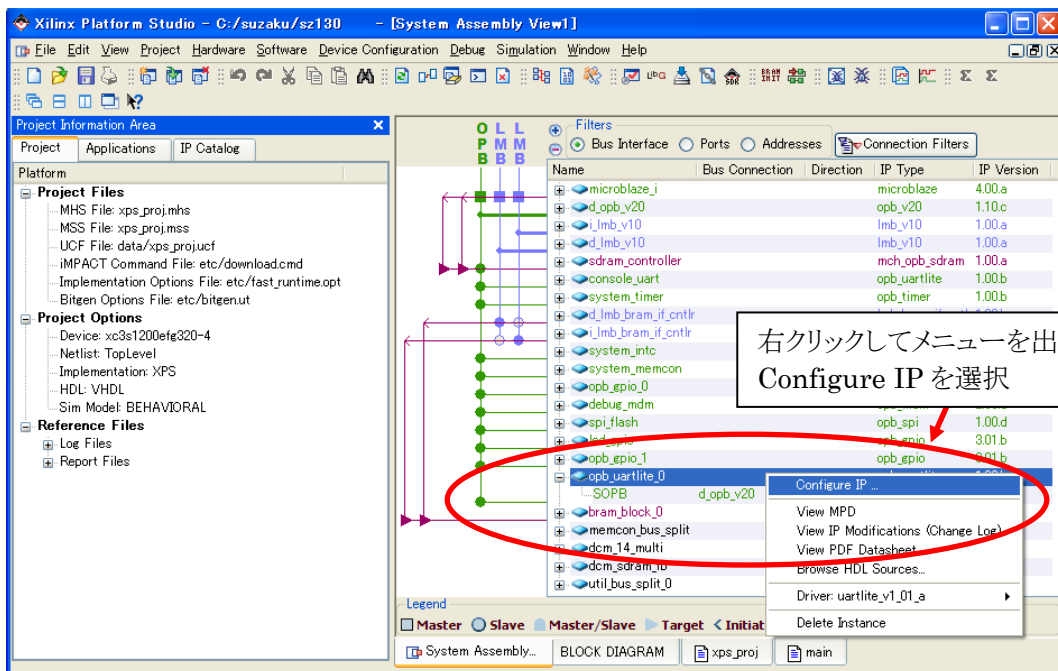 Xilinx Platform Studio - C:/suzaku/sz130 - [System Assembly View1]
File Edit View Project Hardware Software Device Configuration Debug Simulation Window Help
Project Information Area
Project Applications IP Catalog
Platform
Project Files
MHS File: xps_proj.mhs
MSS File: xps_proj.mss
UCF File: data/xps_proj.ucf
iMPACT Command File: etc/download.cmd
Implementation Options File: etc/fast_runtime.opt
Bitgen Options File: etc/bitgen.ut
Project Options
Device: xc3s1200efg320-4
Netlist: TopLevel
Implementation: XPS
HDL: VHDL
Sim Model: BEHAVIORAL
Reference Files
Log Files
Report Files
OPB LMB LMB
Filters
Bus Interface Ports Addresses Connection Filters
Name Bus Connection Direction IP Type IP Version
microblaze_i microblaze 4.00.a
d_opb_v20 opb_v20 1.10.c
i_lmb_v10 lmb_v10 1.00.a
d_lmb_v10 lmb_v10 1.00.a
sdram_controller mch_opb_sdram 1.00.a
console_uart opb_uartlite 1.00.b
system_timer opb_timer 1.00.b
d_lmb_bram_if_cntlr
i_lmb_bram_if_cntlr
system_intc
system_memcon
opb_gpio_0
debug_mdm
spi_flash opb_spi 1.00.d
led_gpio opb_gpio 3.01.b
opb_gpio_1 opb_gpio 3.01.b
opb_uartlite_0
SOPB d_opb_v20
bram_block_0
memcon_bus_split
dcm_14_multi
dcm_sdram_fb
util_bus_split_0
右クリックしてメニューを出
Configure IP を選択
Configure IP ...
View MPD
View IP Modifications (Change Log)
View PDF Datasheet
Browse HDL Sources...
Driver: uartlite_v1_01_a
Delete Instance
Legend
Master Slave Master/Slave Target Initiat
System Assembly... BLOCK DIAGRAM xps_proj main